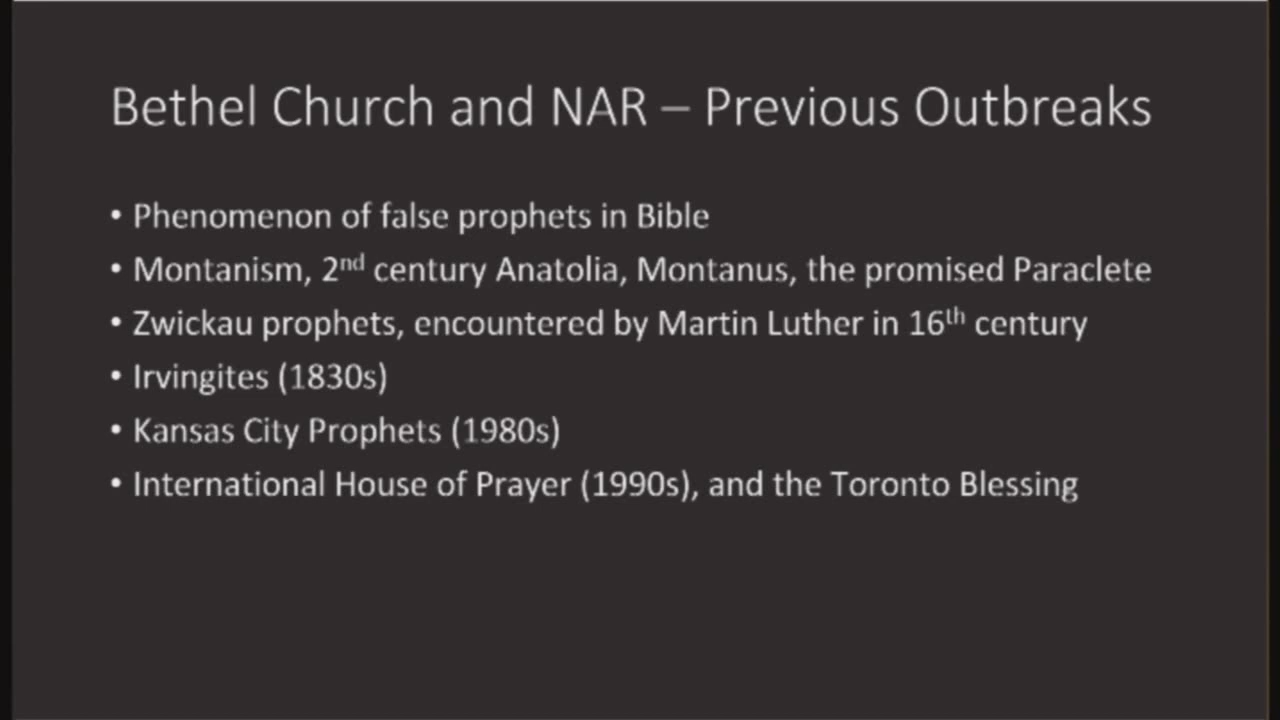 Bethel Church and NAR – Previous Outbreaks
• Phenomenon of false prophets in Bible
• Montanism, 2nd century Anatolia, Montanus, the promised Paraclete
• Zwickau prophets, encountered by Martin Luther in 16th century
• Irvingites (1830s)
• Kansas City Prophets (1980s)
• International House of Prayer (1990s), and the Toronto Blessing